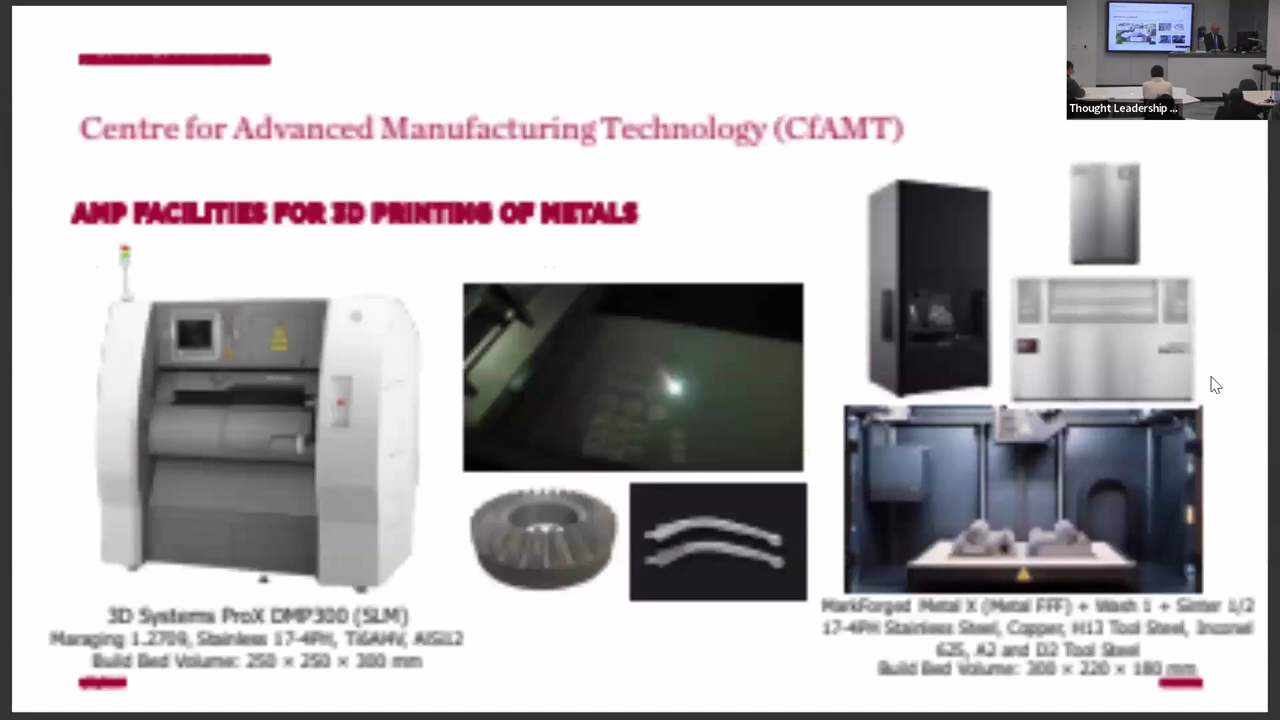 Thought Leadership ...
Centre for Advanced Manufacturing Technology (CfAMT)
AMP FACILITIES FOR 3D PRINTING OF METALS
3D Systems ProX DMP300 (SLM)
Maraging 1.2709, Stainless 17-4PH, Ti6Al4V, AlSi12
Build Bed Volume: 250 × 250 × 300 mm
MarkForged Metal X (Metal FFF) + Wash 1 + Sinter 1/2
17-4PH Stainless Steel, Copper, H13 Tool Steel, Inconel
625, A2 and D2 Tool Steel
Build Bed Volume: 300 × 220 × 180 mm